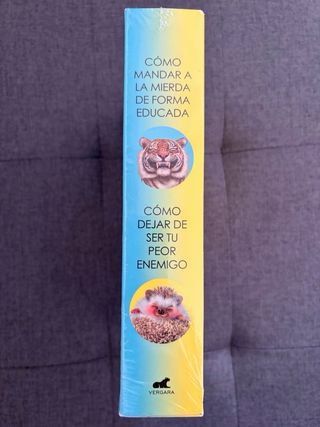 CÓMO
MANDAR A
LA MIERDA
DE FORMA
EDUCADA
CÓMO
DEJAR DE
SER TU
PEOR
ENEMIGO
VERGARA